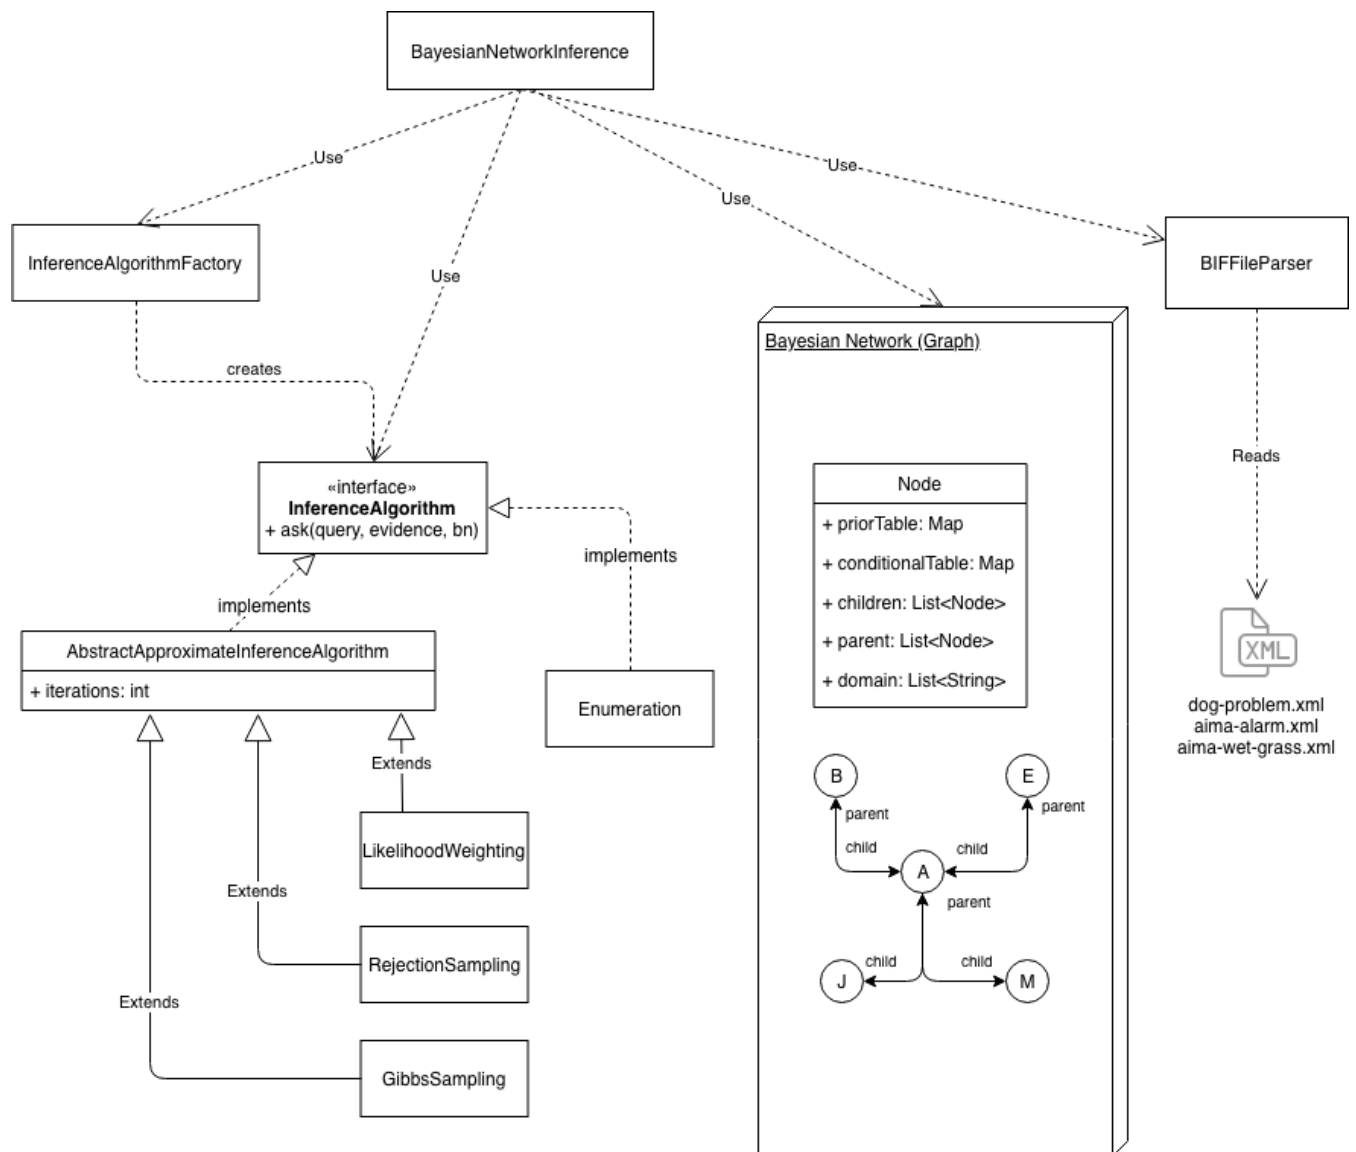 BayesianNetworkInference
Use
Use
Use
Use
InferenceAlgorithmFactory
BIFFileParser
creates
Reads
«interface»
InferenceAlgorithm
+ ask(query, evidence, bn)
implements
implements
AbstractApproximateInferenceAlgorithm
+ iterations: int
Enumeration
Extends
LikelihoodWeighting
Extends
RejectionSampling
Extends
GibbsSampling
Bayesian Network (Graph)
Node
+ priorTable: Map
+ conditionalTable: Map
+ children: List<Node>
+ parent: List<Node>
+ domain: List<String>
B
E
parent
parent
child
child
A
parent
child
child
J
M
XML
dog-problem.xml
aima-alarm.xml
aima-wet-grass.xml